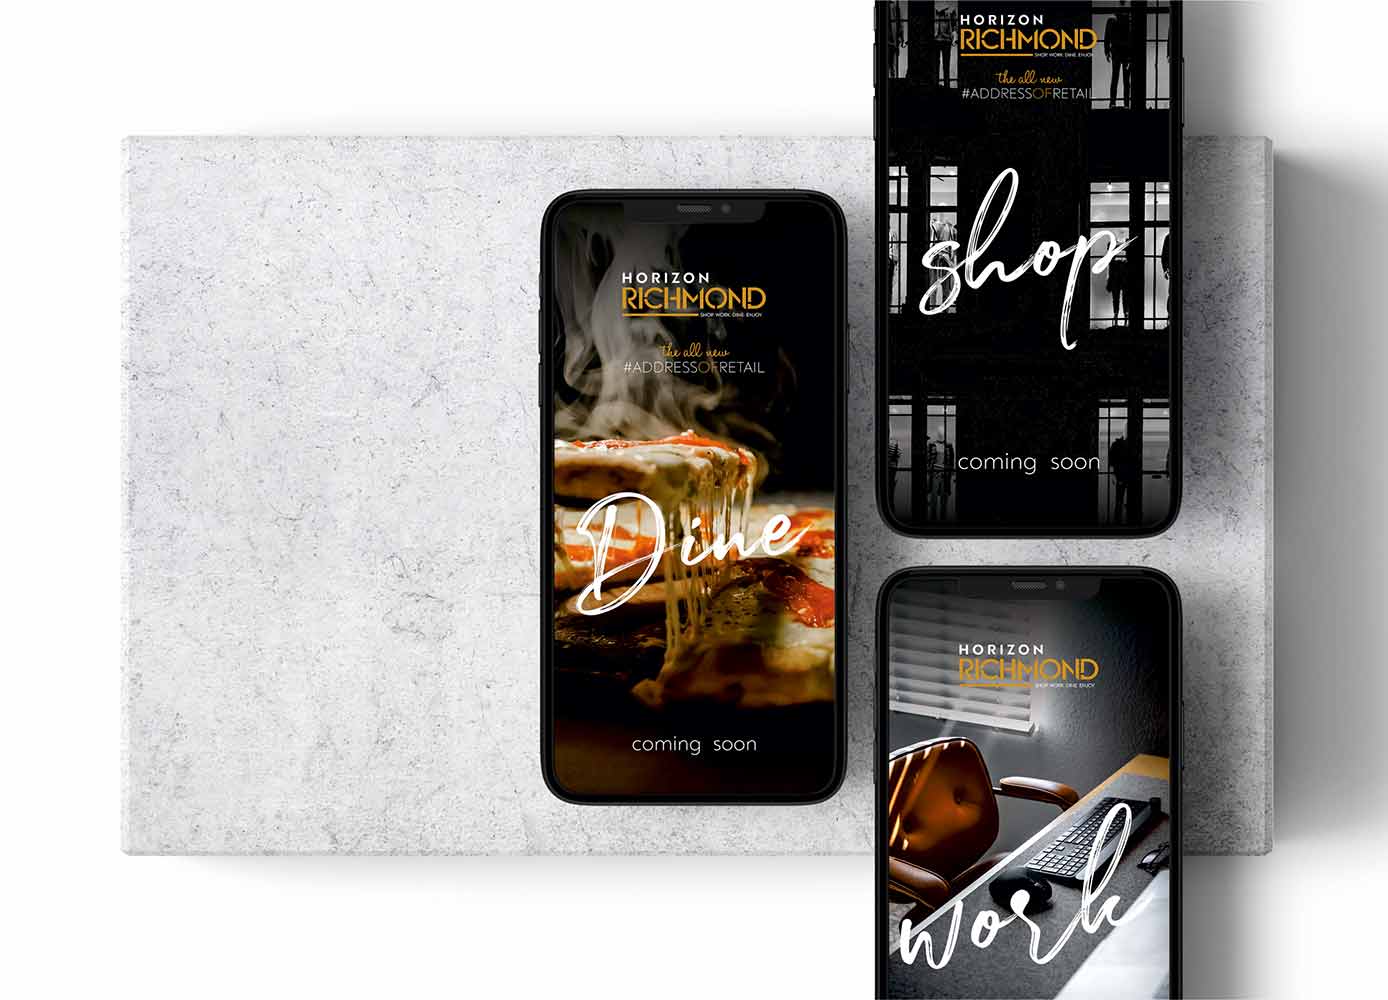 HORIZON
RICHMOND
SHOP. WORK. DINE. ENJOY
the all new
#ADDRESSOFRETAIL
Dine
coming soon
HORIZON
RICHMOND
SHOP. WORK. DINE. ENJOY
the all new
#ADDRESSOFRETAIL
shop
coming soon
HORIZON
RICHMOND
SHOP. WORK. DINE. ENJOY
work